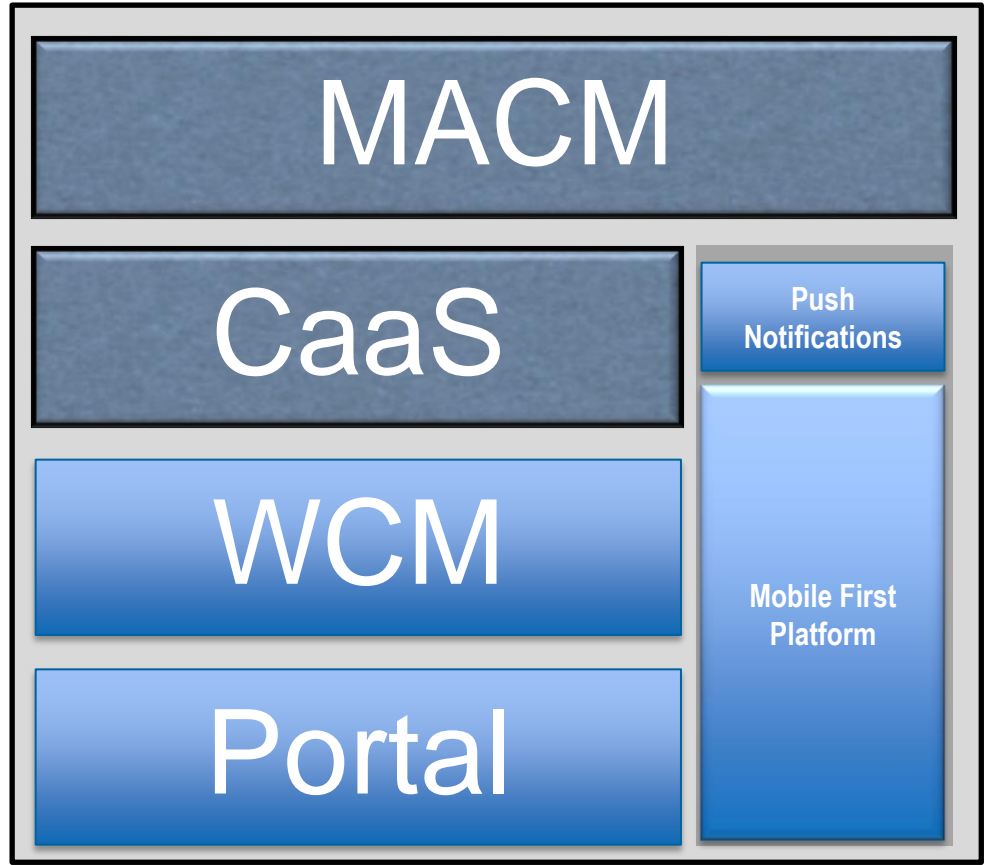 MACM
CaaS
Push
Notifications
WCM
Mobile First
Platform
Portal